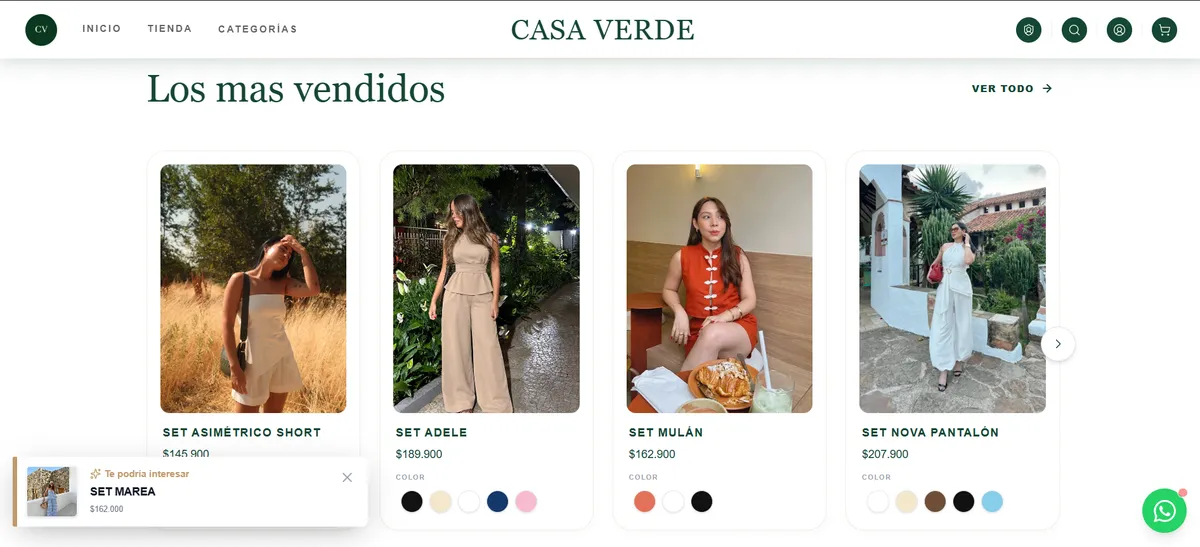 CV
INICIO
TIENDA
CATEGORÍAS
CASA VERDE
Los mas vendidos
VER TODO
SET ASIMÉTRICO SHORT
$145.900
SET ADELE
$189.900
COLOR
SET MULÁN
$162.900
COLOR
SET NOVA PANTALÓN
$207.900
COLOR
Te podría interesar
SET MAREA
$162.000